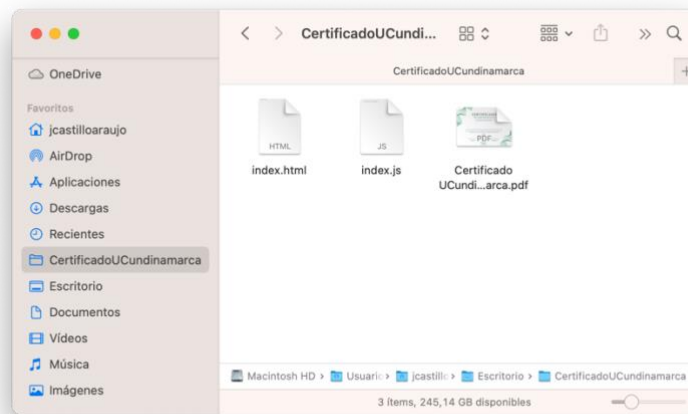 CertificadoUCundi...
CertificadoUCundinamarca
OneDrive
Favoritos
jcastilloaraujo
AirDrop
Aplicaciones
Descargas
Recientes
CertificadoUCundinamarca
Escritorio
Documentos
Vídeos
Música
Imágenes
HTML
index.html
JS
index.js
PDF
Certificado
UCundi...arca.pdf
Macintosh HD › Usuario › jcastillo › Escritorio › CertificadoUCundinamarca
3 ítems, 245,14 GB disponibles